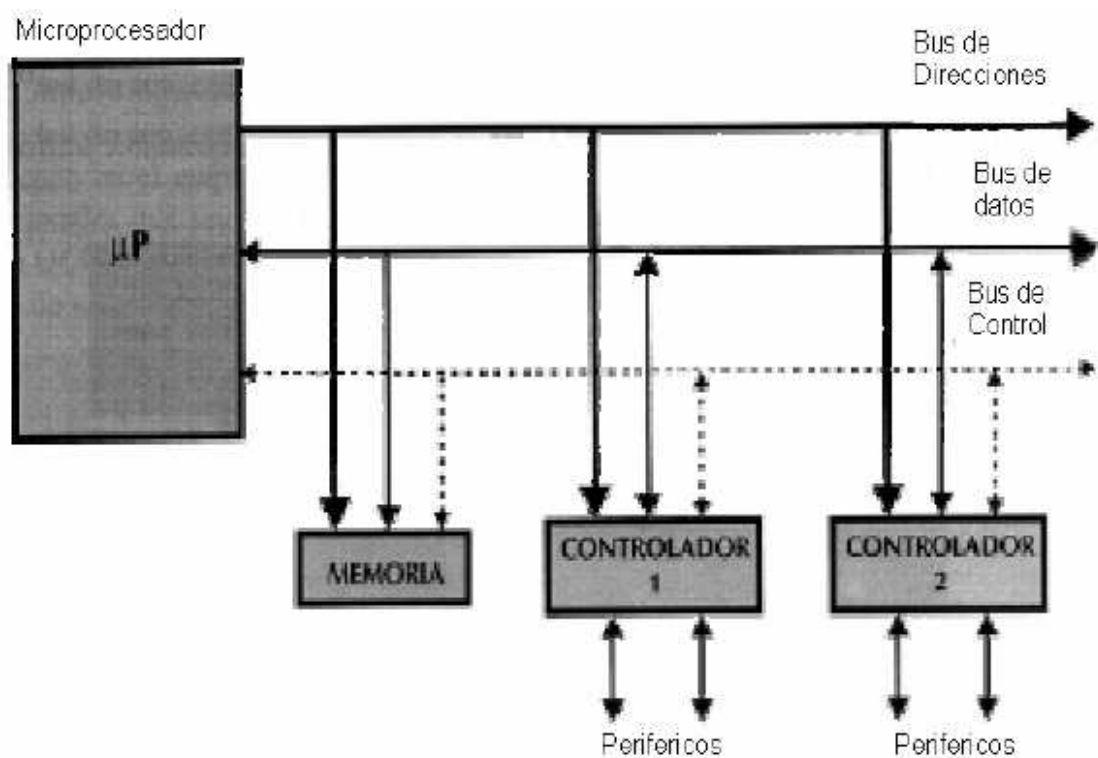 Microprocesador
Bus de
Direcciones
Bus de
datos
µP
Bus de
Control
MEMORIA
CONTROLADOR
1
CONTROLADOR
2
Perifericos
Perifericos